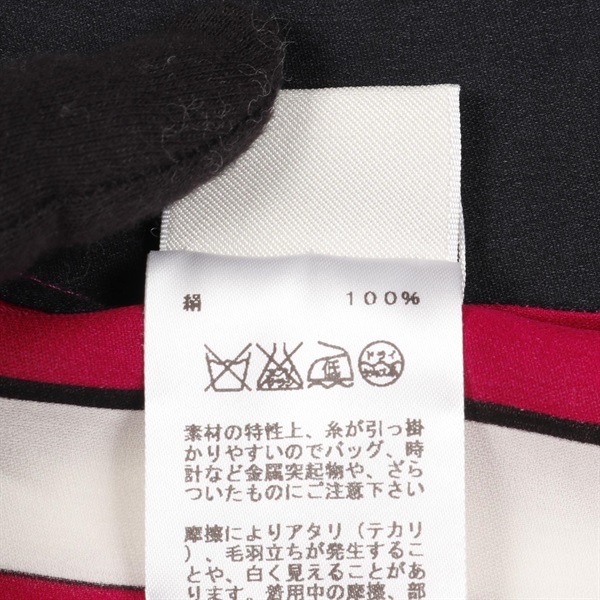 絹 100%
低
ドライ
素材の特性上、糸が引っ掛
かりやすいのでバッグ、時
計など金属突起物や、ざら
ついたものにご注意下さい
摩擦によりアタリ(テカリ
)、毛羽立ちが発生するこ
とや、白く見えることがあ
ります。着用中の摩擦、部